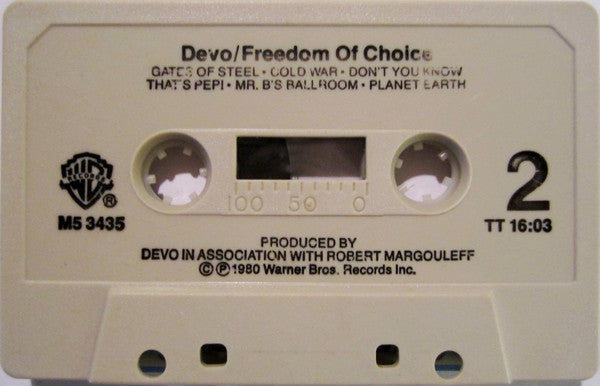 Devo/Freedom Of Choice
GATES OF STEEL • COLD WAR • DON'T YOU KNOW
THAT'S PEPI • MR. B'S BALLROOM • PLANET EARTH
WB
RECORDS
®
M5 3435
100 50 0
2
TT 16:03
PRODUCED BY
DEVO IN ASSOCIATION WITH ROBERT MARGOULEFF
© ℗ 1980 Warner Bros. Records Inc.